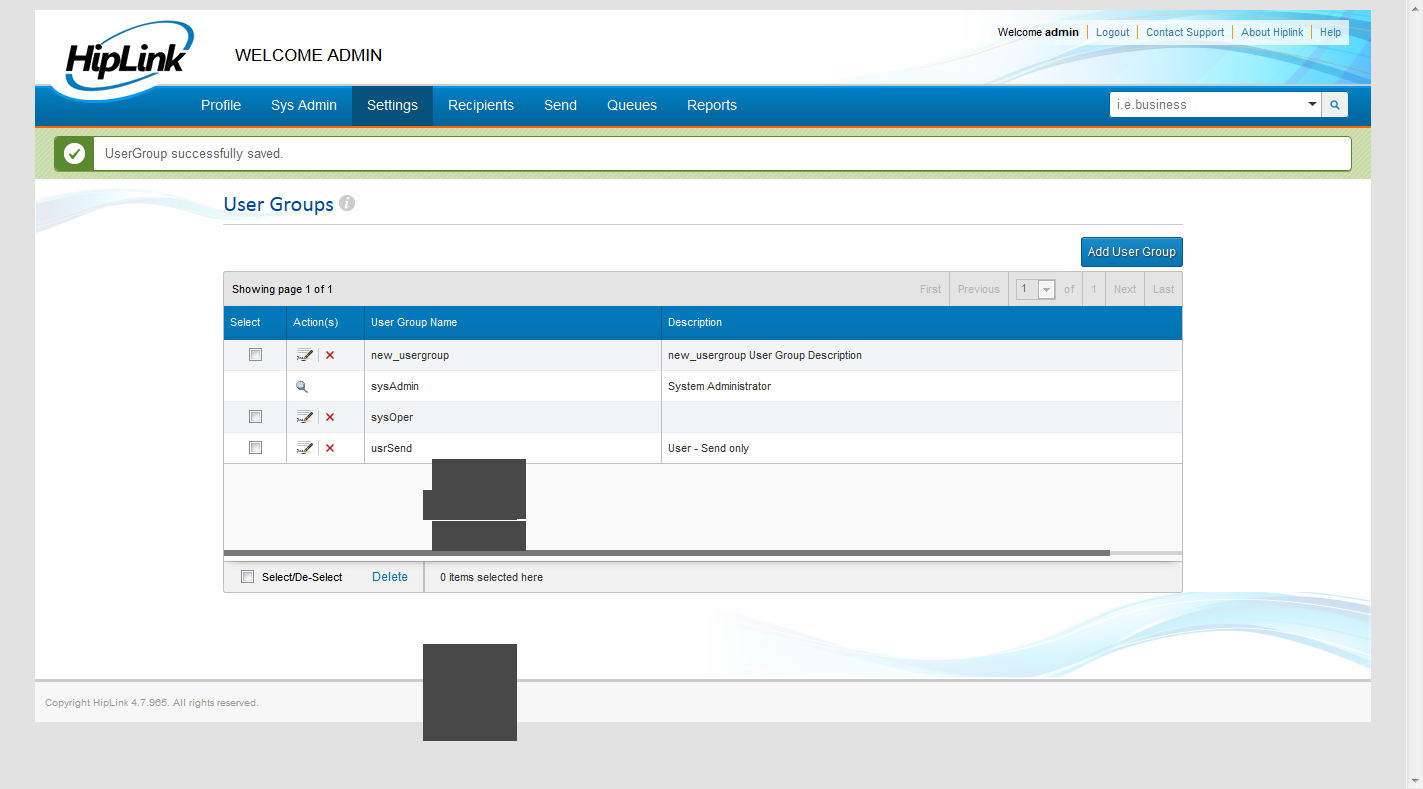 HipLink
WELCOME ADMIN
Welcome admin Logout Contact Support About Hiplink Help
Profile Sys Admin Settings Recipients Send Queues Reports i.e.business
UserGroup successfully saved.
User Groups i
Add User Group
Showing page 1 of 1 First Previous 1 of 1 Next Last
Select Action(s) User Group Name Description
new_usergroup new_usergroup User Group Description
sysAdmin System Administrator
sysOper
usrSend User - Send only
Select/De-Select Delete 0 items selected here
Copyright HipLink 4.7.965. All rights reserved.